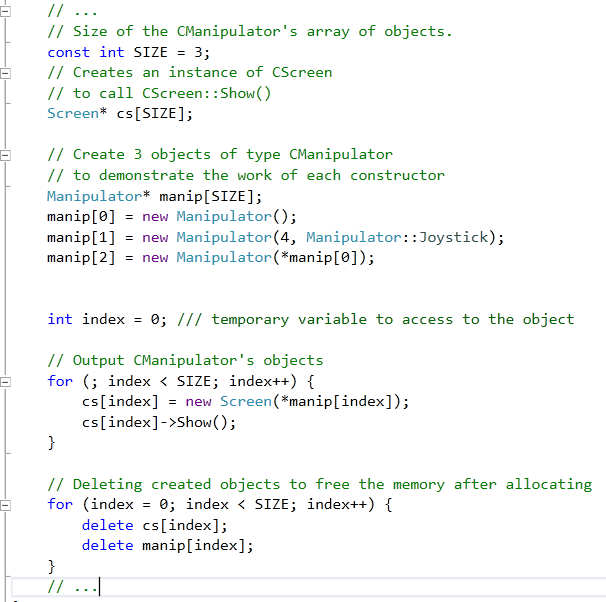 // ...
// Size of the CManipulator's array of objects.
const int SIZE = 3;
// Creates an instance of CScreen
// to call CScreen::Show()
Screen* cs[SIZE];
// Create 3 objects of type CManipulator
// to demonstrate the work of each constructor
Manipulator* manip[SIZE];
manip[0] = new Manipulator();
manip[1] = new Manipulator(4, Manipulator::Joystick);
manip[2] = new Manipulator(*manip[0]);
int index = 0; /// temporary variable to access to the object
// Output CManipulator's objects
for (; index < SIZE; index++) {
    cs[index] = new Screen(*manip[index]);
    cs[index]->Show();
}
// Deleting created objects to free the memory after allocating
for (index = 0; index < SIZE; index++) {
    delete cs[index];
    delete manip[index];
}
// ...